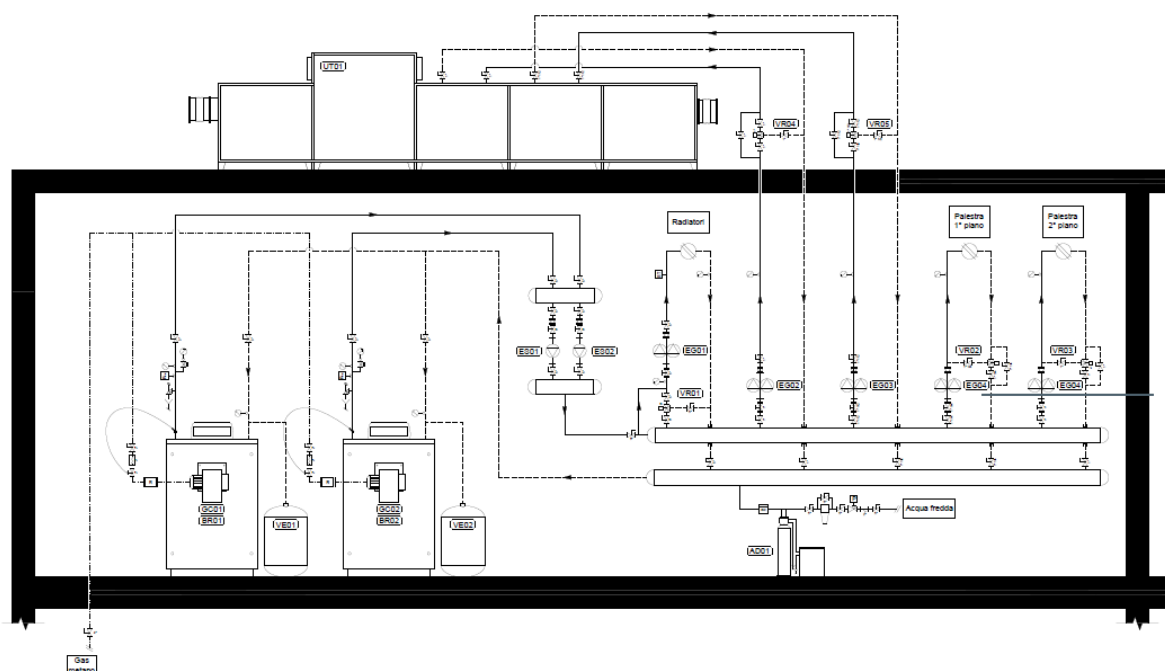 UT01
VR04
VR05
Radiatori
Palestra
1° piano
Palestra
2° piano
ES01
ES02
EG01
VR02
VR03
EG02
EG03
EG04
EG04
VR01
GC01
BR01
GC02
BR02
VE01
VE02
Acqua fredda
AD01
Gas
metano